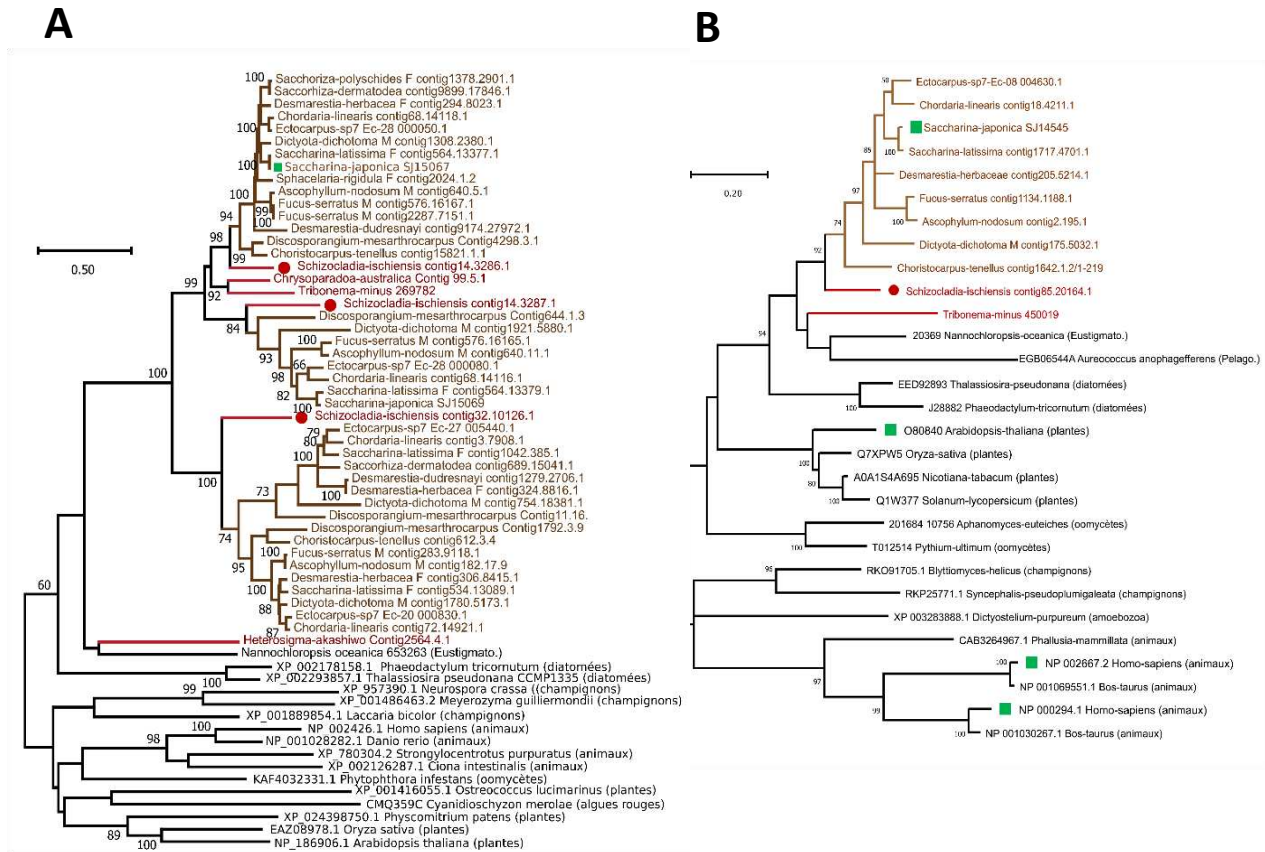 A
B
100
Sacchoriza-polyschides F contig1378.2901.1
Saccorhiza-dermatodea contig9899.17846.1
Desmarestia-herbacea F contig294.8023.1
Chordaria-linearis contig68.14118.1
100
Ectocarpus-sp7 Ec-28 000050.1
Dictyota-dichotoma M contig1308.2380.1
Saccharina-latissima F contig564.13377.1
100
Saccharina-japonica SJ15067
Sphacelaria-rigidula F contig2024.1.2
100
Ascophyllum-nodosum M contig640.5.1
99
Fucus-serratus M contig576.16167.1
94
100
Fucus-serratus M contig2287.7151.1
Desmarestia-dudresnayi contig9174.27972.1
98
Discosporangium-mesarthrocarpus Contig4298.3.1
Choristocarpus-tenellus contig15821.1.1
0.50
99
Schizocladia-ischiensis contig14.3286.1
Chrysoparadoxa-australica Contig 99.5.1
92
Tribonema-minus 269782
Schizocladia-ischiensis contig14.3287.1
84
Discosporangium-mesarthrocarpus Contig644.1.3
Dictyota-dichotoma M contig1921.5880.1
100
Fucus-serratus M contig576.16165.1
93
Ascophyllum-nodosum M contig640.11.1
66
Ectocarpus-sp7 Ec-28 000080.1
100
98
Chordaria-linearis contig68.14116.1
82
Saccharina-latissima F contig564.13379.1
100
Saccharina-japonica SJ15069
Schizocladia-ischiensis contig32.10126.1
79
Ectocarpus-sp7 Ec-27 005440.1
80
Chordaria-linearis contig3.7908.1
100
Saccharina-latissima F contig1042.385.1
Saccorhiza-dermatodea contig689.15041.1
100
73
Desmarestia-dudresnayi contig1279.2706.1
100
Desmarestia-herbacea F contig324.8816.1
Dictyota-dichotoma M contig754.18381.1
Discosporangium-mesarthrocarpus Contig11.16.
74
Discosporangium-mesarthrocarpus Contig1792.3.9
Choristocarpus-tenellus contig612.3.4
100
Fucus-serratus M contig283.9118.1
95
Ascophyllum-nodosum M contig182.17.9
Desmarestia-herbacea F contig306.8415.1
100
Saccharina-latissima F contig534.13089.1
60
88
Dictyota-dichotoma M contig1780.5173.1
Ectocarpus-sp7 Ec-20 000830.1
87
Chordaria-linearis contig72.14921.1
Heterosigma-akashiwo Contig2564.4.1
Nannochloropsis oceanica 653263 (Eustigmato.)
XP_002178158.1 Phaeodactylum tricornutum (diatomées)
100
XP_002293857.1 Thalassiosira pseudonana CCMP1335 (diatomées)
99
XP_957390.1 Neurospora crassa ((champignons)
XP_001486463.2 Meyerozyma guilliermondii (champignons)
XP_001889854.1 Laccaria bicolor (champignons)
100
NP_002426.1 Homo sapiens (animaux)
98
NP_001028282.1 Danio rerio (animaux)
XP_780304.2 Strongylocentrotus purpuratus (animaux)
XP_002126287.1 Ciona intestinalis (animaux)
KAF4032331.1 Phytophthora infestans (oomycètes)
XP_001416055.1 Ostreococcus lucimarinus (plantes)
CMQ359C Cyanidioschyzon merolae (algues rouges)
XP_024398750.1 Physcomitrium patens (plantes)
89
EAZ08978.1 Oryza sativa (plantes)
100
NP_186906.1 Arabidopsis thaliana (plantes)
Ectocarpus-sp7-Ec-08 004630.1
Chordaria-linearis contig18.4211.1
Saccharina-japonica SJ14545
85
100
Saccharina-latissima contig1717.4701.1
0.20
Desmarestia-herbaceae contig205.5214.1
97
Fucus-serratus contig1134.1188.1
74
100
Ascophylum-nodosum contig2.195.1
Dictyota-dichotoma M contig175.5032.1
92
Choristocarpus-tenellus contig1642.1.2/1-219
Schizocladia-ischiensis contig85.20164.1
Tribonema-minus 450019
94
20369 Nannochloropsis-oceanica (Eustigmato.)
EGB06544A Aureococcus anophagefferens (Pelago.)
EED92893 Thalassiosira-pseudonana (diatomées)
100
J28882 Phaeodactylum-tricornutum (diatomées)
O80840 Arabidopsis-thaliana (plantes)
100
Q7XPW5 Oryza-sativa (plantes)
80
A0A1S4A695 Nicotiana-tabacum (plantes)
100
Q1W377 Solanum-lycopersicum (plantes)
201684 10756 Aphanomyces-euteiches (oomycètes)
100
T012514 Pythium-ultimum (oomycètes)
98
RKO91705.1 Blyttiomyces-helicus (champignons)
RKP25771.1 Syncephalis-pseudoplumigaleata (champignons)
XP 003283888.1 Dictyostelium-purpureum (amoebozoa)
CAB3264967.1 Phallusia-mammillata (animaux)
97
100
NP 002667.2 Homo-sapiens (animaux)
NP 001069551.1 Bos-taurus (animaux)
99
NP 000294.1 Homo-sapiens (animaux)
100
NP 001030267.1 Bos-taurus (animaux)